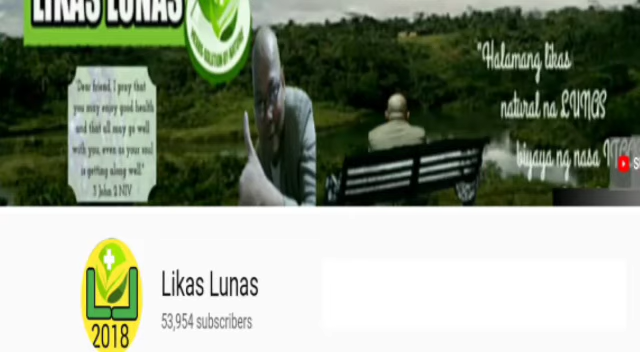 LIKAS LUNAS
Dear friend, I pray that
you may enjoy good health
and that all may go well
with you, even as your soul
is getting along well."
3 John 2 NIV
"Halamang likas
natural na LUNAS
biyaya ng nasa
Likas Lunas
53,954 subscribers
2018